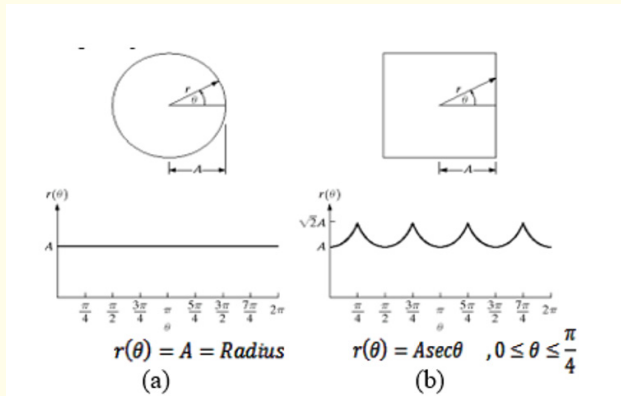 r
θ
A
r
θ
A
r(θ)
A
π/4 π/2 3π/4 π 5π/4 3π/2 7π/4 2π
θ
r(θ)
√2A
A
π/4 π/2 3π/4 π 5π/4 3π/2 7π/4 2π
θ
r(θ) = A = Radius
r(θ) = Asecθ ,0 ≤ θ ≤ π/4
(a)
(b)